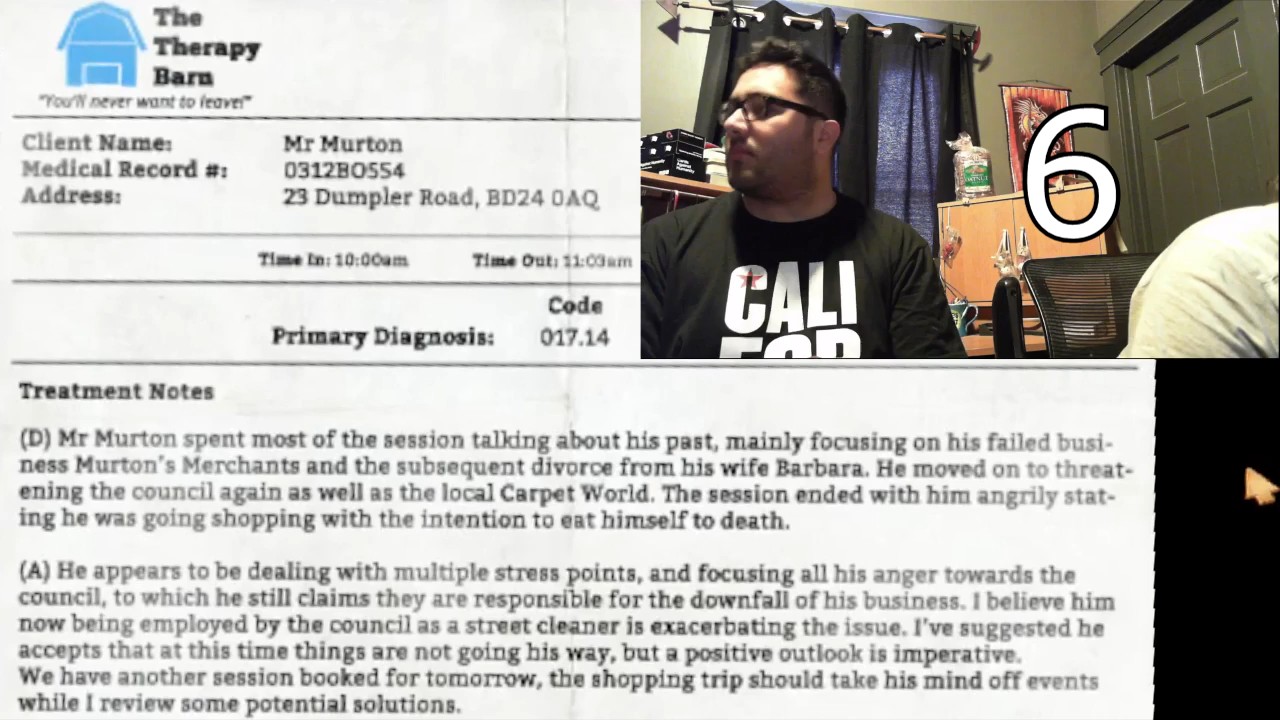 The
Therapy
Barn
"You'll never want to leave!"
Client Name: Mr Murton
Medical Record #: 0312BO554
Address: 23 Dumpler Road, BD24 0AQ
Time In: 10:00am Time Out: 11:03am
Code
Primary Diagnosis: 017.14
Treatment Notes
(D) Mr Murton spent most of the session talking about his past, mainly focusing on his failed busi-
ness Murton's Merchants and the subsequent divorce from his wife Barbara. He moved on to threat-
ening the council again as well as the local Carpet World. The session ended with him angrily stat-
ing he was going shopping with the intention to eat himself to death.
(A) He appears to be dealing with multiple stress points, and focusing all his anger towards the
council, to which he still claims they are responsible for the downfall of his business. I believe him
now being employed by the council as a street cleaner is exacerbating the issue. I've suggested he
accepts that at this time things are not going his way, but a positive outlook is imperative.
We have another session booked for tomorrow, the shopping trip should take his mind off events
while I review some potential solutions.
6
CALI
FOR